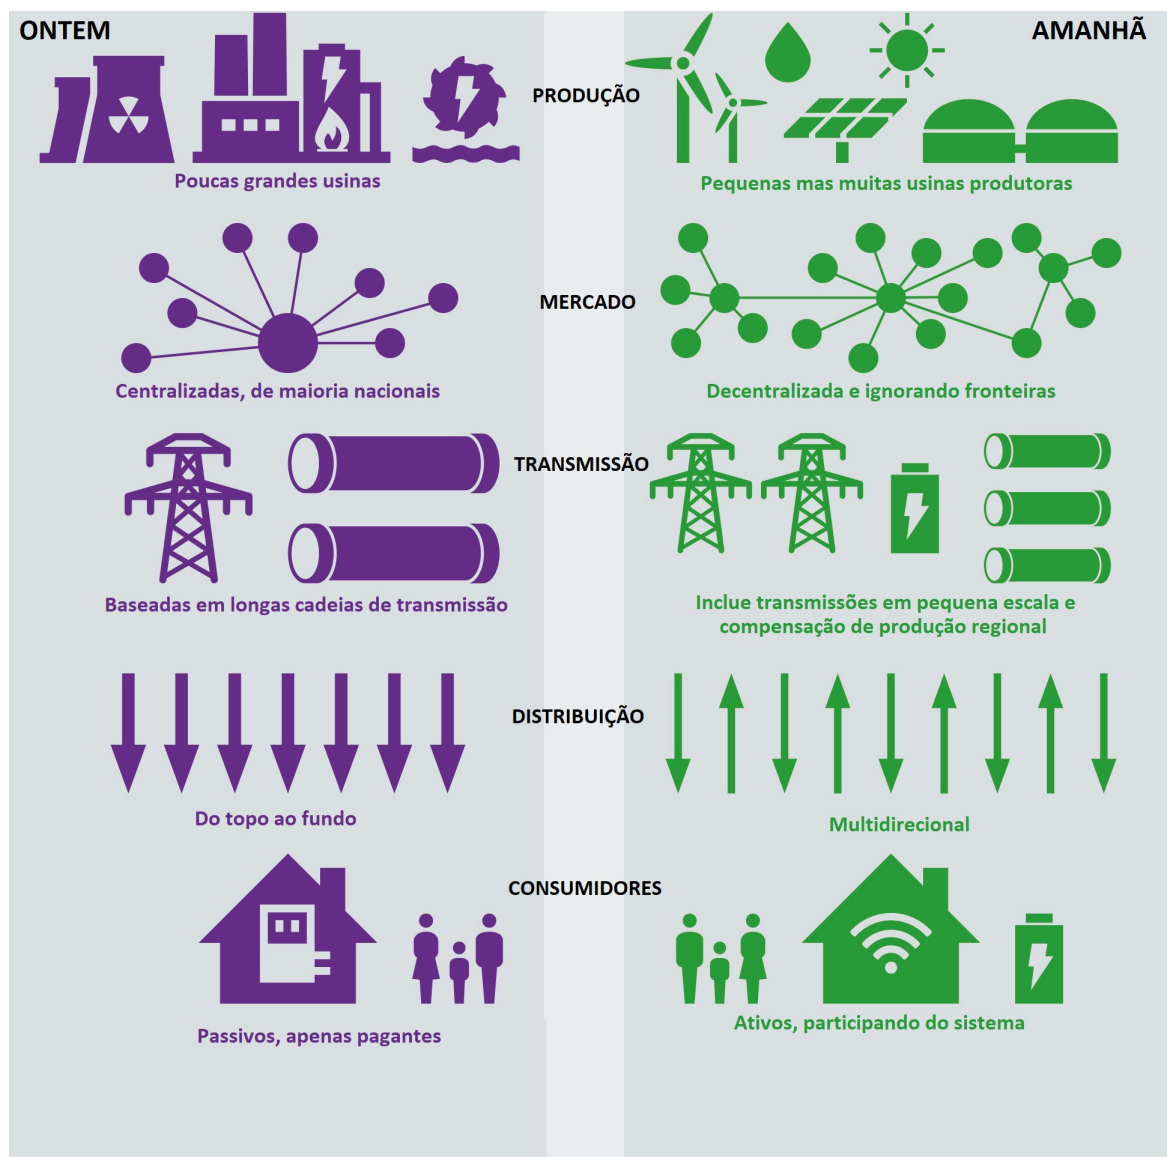 ONTEM
AMANHÃ
PRODUÇÃO
Poucas grandes usinas
Pequenas mas muitas usinas produtoras
MERCADO
Centralizadas, de maioria nacionais
Decentralizada e ignorando fronteiras
TRANSMISSÃO
Baseadas em longas cadeias de transmissão
Inclue transmissões em pequena escala e
compensação de produção regional
DISTRIBUIÇÃO
Do topo ao fundo
Multidirecional
CONSUMIDORES
Passivos, apenas pagantes
Ativos, participando do sistema